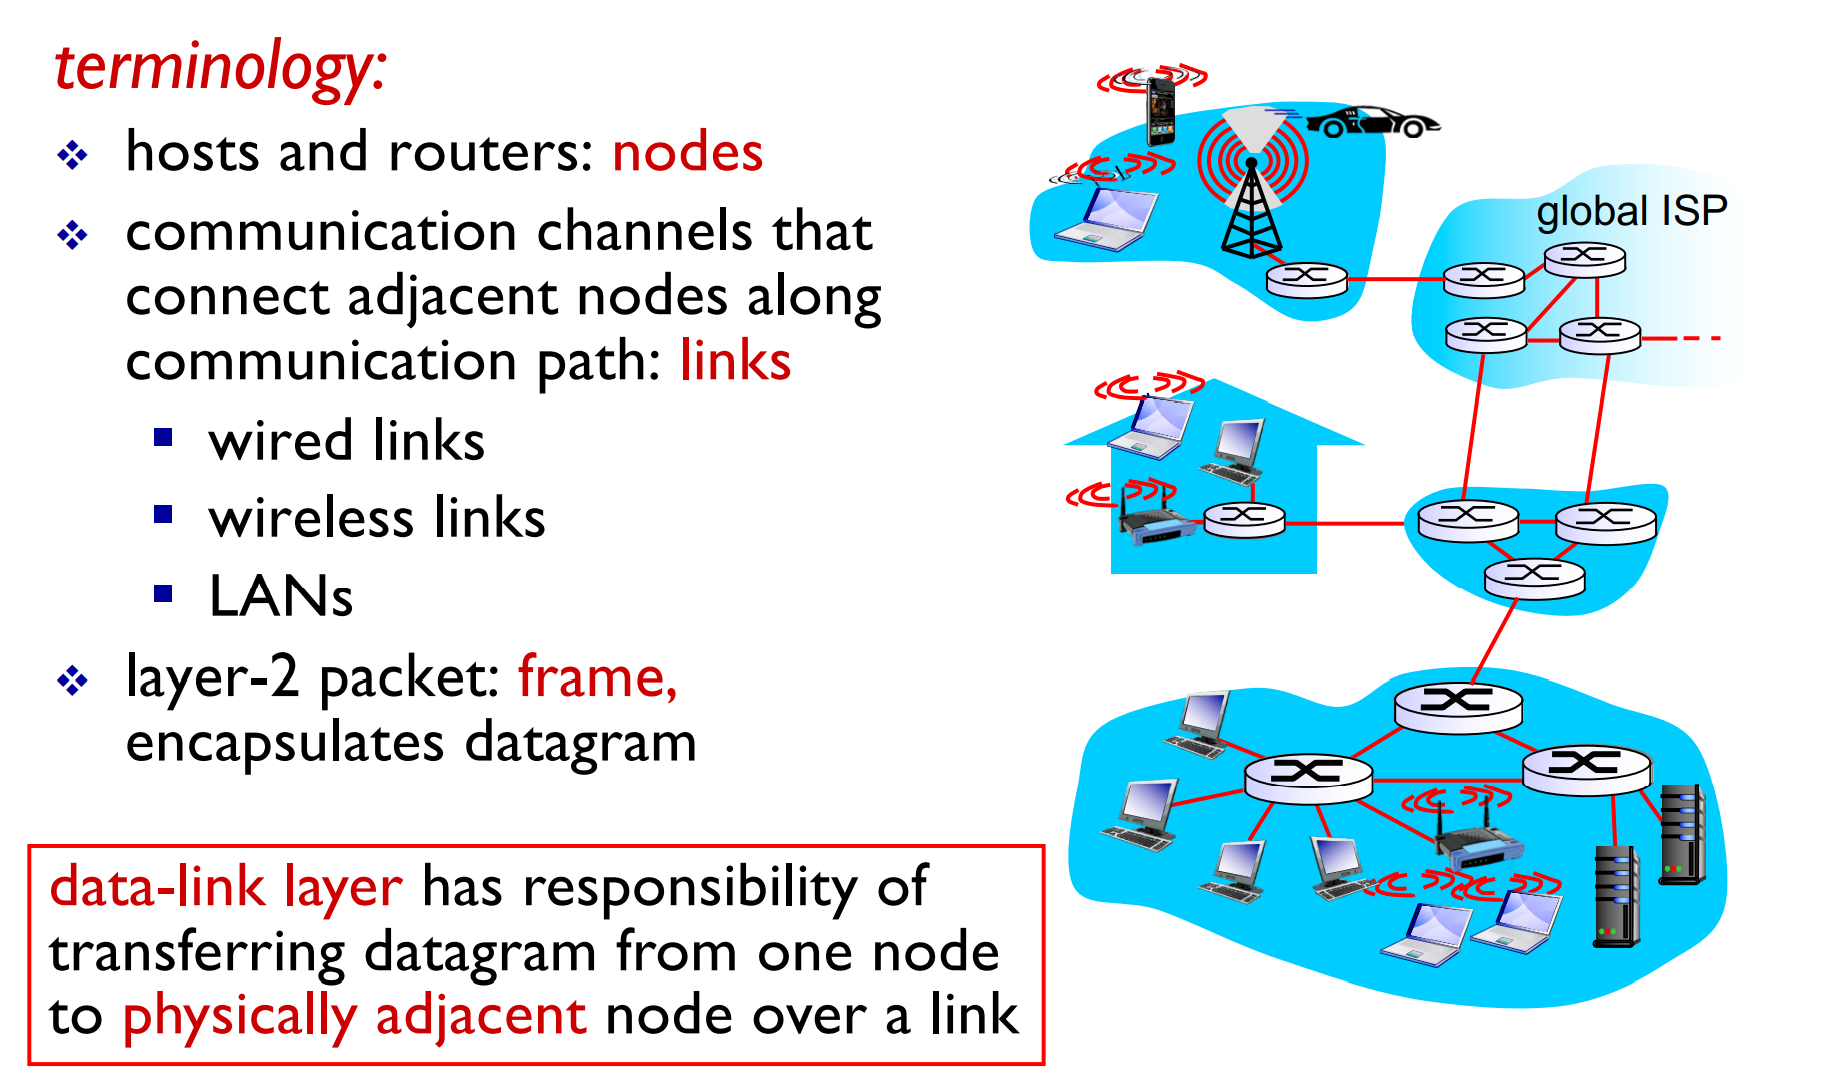 terminology:
hosts and routers: nodes
communication channels that
connect adjacent nodes along
communication path: links
wired links
wireless links
LANs
layer-2 packet: frame,
encapsulates datagram
data-link layer has responsibility of
transferring datagram from one node
to physically adjacent node over a link
global ISP